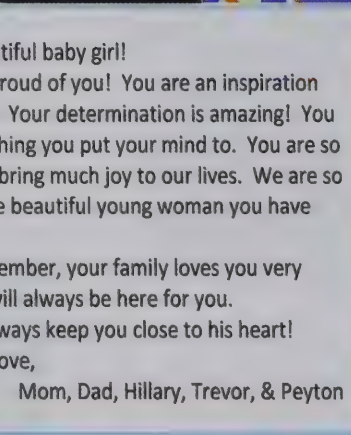 tiful baby girl!
roud of you! You are an inspiration
Your determination is amazing! You
hing you put your mind to. You are so
bring much joy to our lives. We are so
e beautiful young woman you have
ember, your family loves you very
ill always be here for you.
ways keep you close to his heart!
ove,
Mom, Dad, Hillary, Trevor, & Peyton